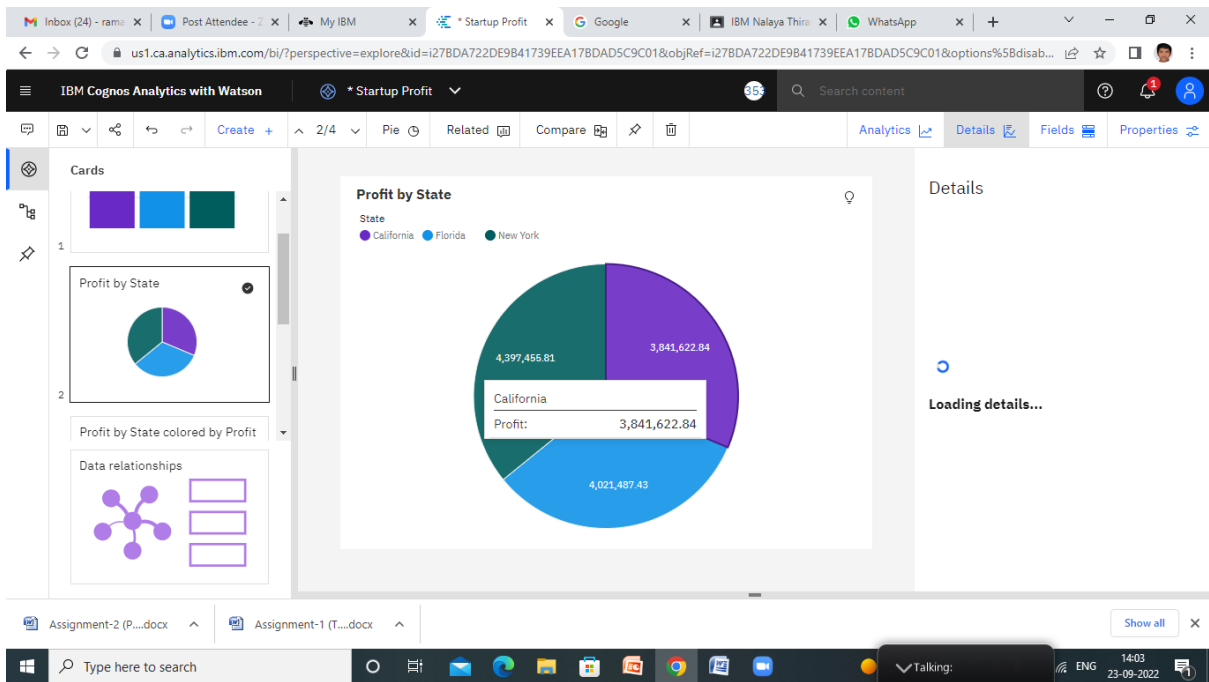 Inbox (24) - rama
Post Attendee - Z
My IBM
* Startup Profit
Google
IBM Nalaya Thira
WhatsApp
us1.ca.analytics.ibm.com/bi/?perspective=explore&id=i27BDA722DE9B41739EEA17BDAD5C9C01&objRef=i27BDA722DE9B41739EEA17BDAD5C9C01&options%5Bdisab...
IBM Cognos Analytics with Watson
* Startup Profit
353
Search content
1
Create +
2/4
Pie
Related
Compare
Analytics
Details
Fields
Properties
Cards
1
Profit by State
2
Profit by State colored by Profit
Data relationships
Profit by State
State
California
Florida
New York
4,397,455.81
3,841,622.84
California
Profit: 3,841,622.84
4,021,487.43
Details
Loading details...
Assignment-2 (P....docx
Assignment-1 (T....docx
Show all
Type here to search
Talking:
ENG
14:03
23-09-2022